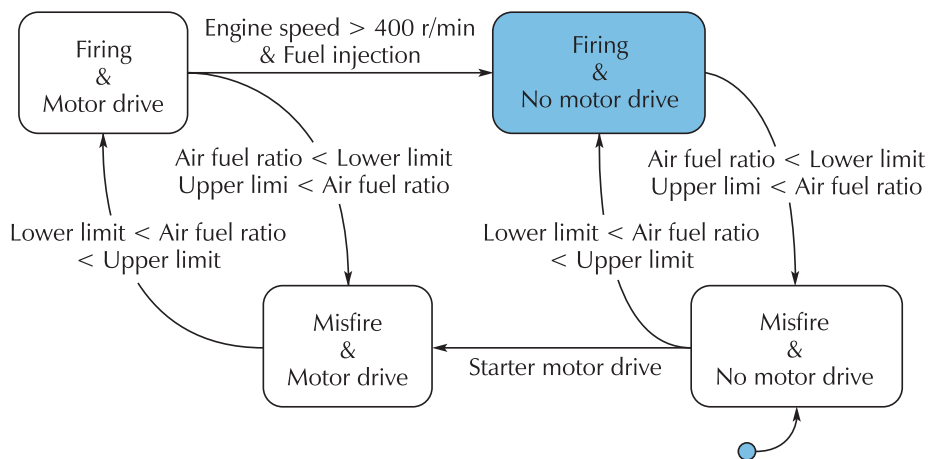 Firing
&
Motor drive
Engine speed > 400 r/min
& Fuel injection
Firing
&
No motor drive
Air fuel ratio < Lower limit
Upper limi < Air fuel ratio
Air fuel ratio < Lower limit
Upper limi < Air fuel ratio
Lower limit < Air fuel ratio
< Upper limit
Lower limit < Air fuel ratio
< Upper limit
Misfire
&
Motor drive
Starter motor drive
Misfire
&
No motor drive